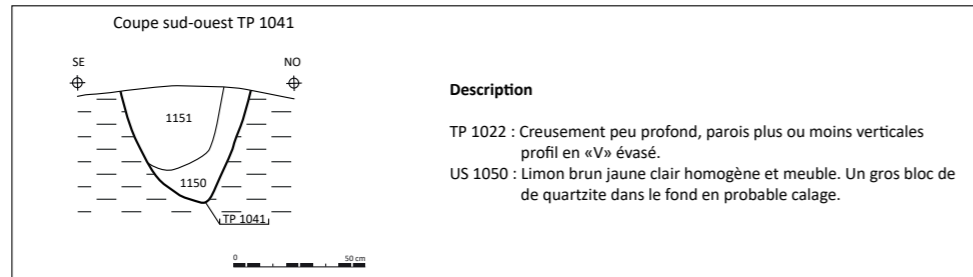 Coupe sud-ouest TP 1041
SE
NO
1151
1150
TP 1041
0
50 cm
Description
TP 1022 : Creusement peu profond, parois plus ou moins verticales
profil en «V» évasé.
US 1050 : Limon brun jaune clair homogène et meuble. Un gros bloc de
de quartzite dans le fond en probable calage.